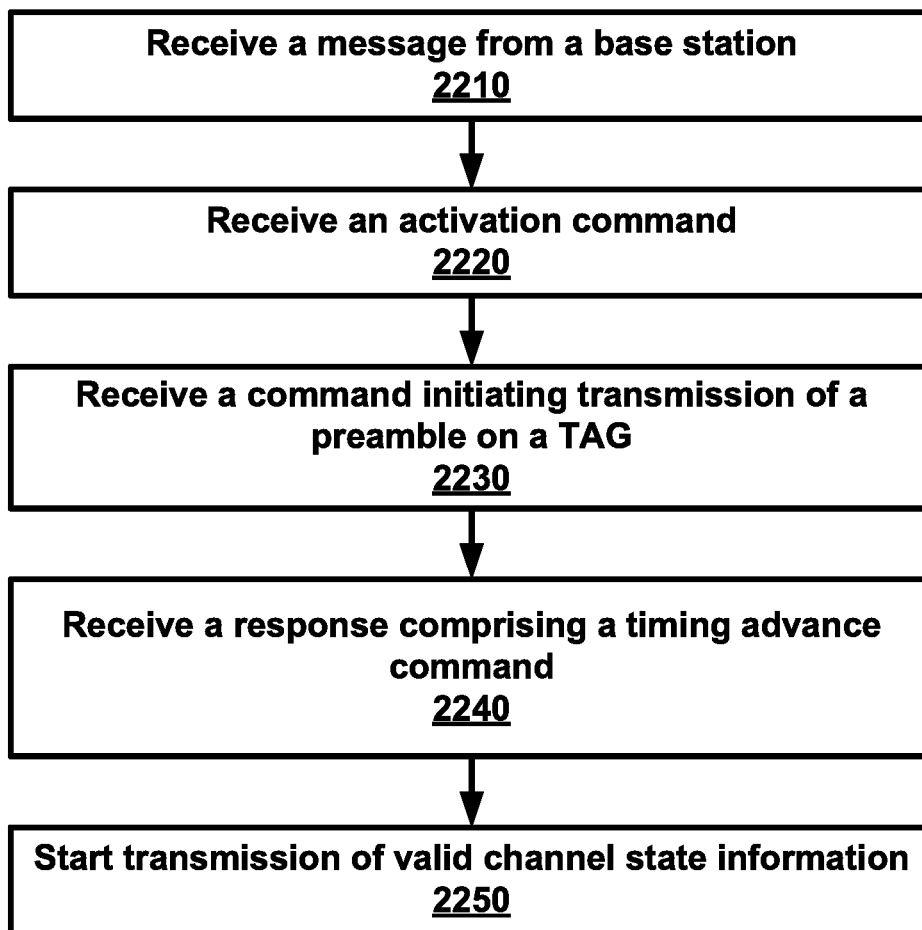 Receive a message from a base station
2210
Receive an activation command
2220
Receive a command initiating transmission of a
preamble on a TAG
2230
Receive a response comprising a timing advance
command
2240
Start transmission of valid channel state information
2250